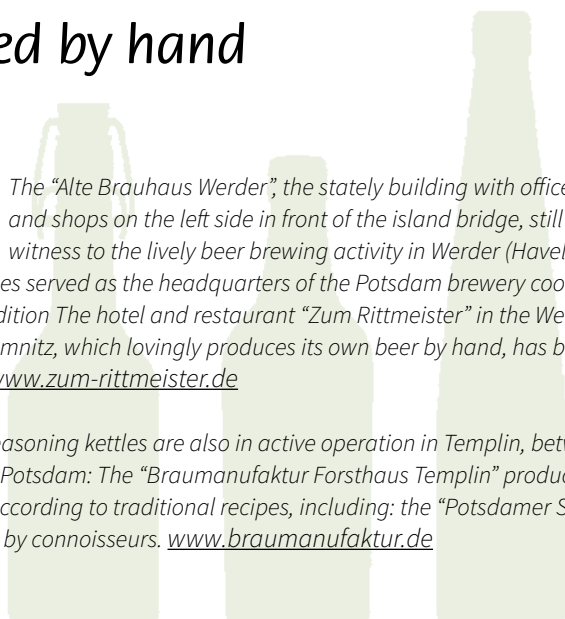 ed by hand
The “Alte Brauhaus Werder”, the stately building with office
and shops on the left side in front of the island bridge, still
witness to the lively beer brewing activity in Werder (Havel
es served as the headquarters of the Potsdam brewery coo
dition The hotel and restaurant “Zum Rittmeister” in the We
mnitz, which lovingly produces its own beer by hand, has b
www.zum-rittmeister.de
easoning kettles are also in active operation in Templin, betw
Potsdam: The “Braumanufaktur Forsthaus Templin” produc
ccording to traditional recipes, including: the “Potsdamer S
by connoisseurs. www.braumanufaktur.de